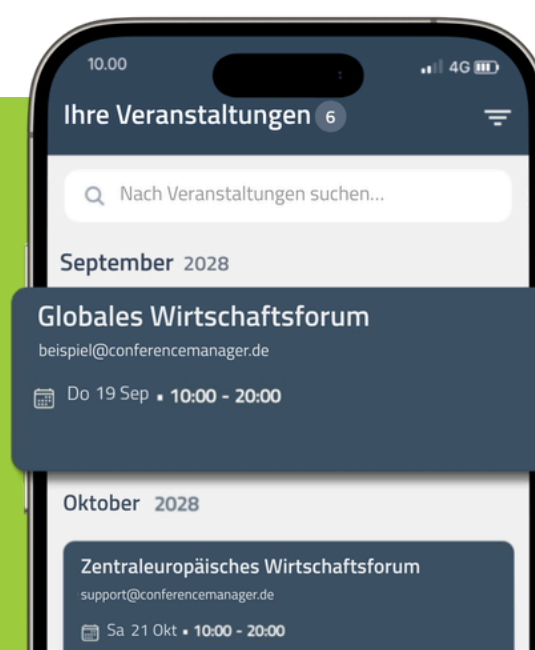 10.00
4G
Ihre Veranstaltungen 6
Nach Veranstaltungen suchen...
September 2028
Globales Wirtschaftsforum
beispiel@conferencemanager.de
Do 19 Sep ▪ 10:00 - 20:00
Oktober 2028
Zentraleuropäisches Wirtschaftsforum
support@conferencemanager.de
Sa 21 Okt ▪ 10:00 - 20:00